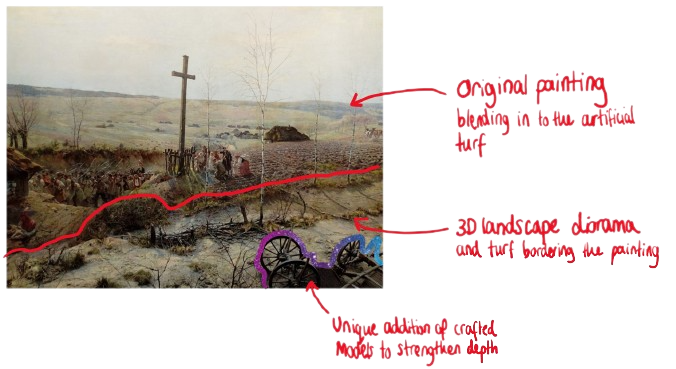 Original painting
blending in to the artificial
turf
3D landscape diorama
and turf bordering the painting
Unique addition of crafted
Models to strengthen depth